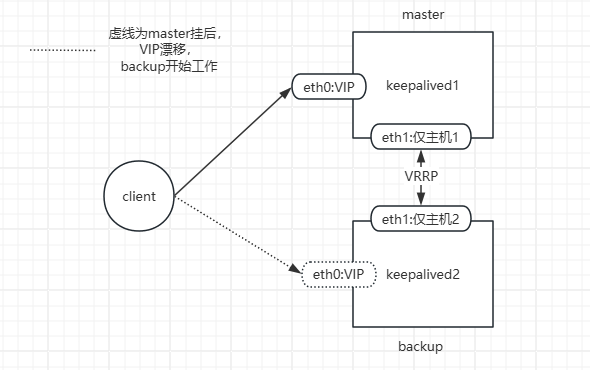 虚线为master挂后，
VIP漂移，
backup开始工作
master
eth0:VIP
keepalived1
eth1:仅主机1
VRRP
client
eth1:仅主机2
eth0:VIP
keepalived2
backup